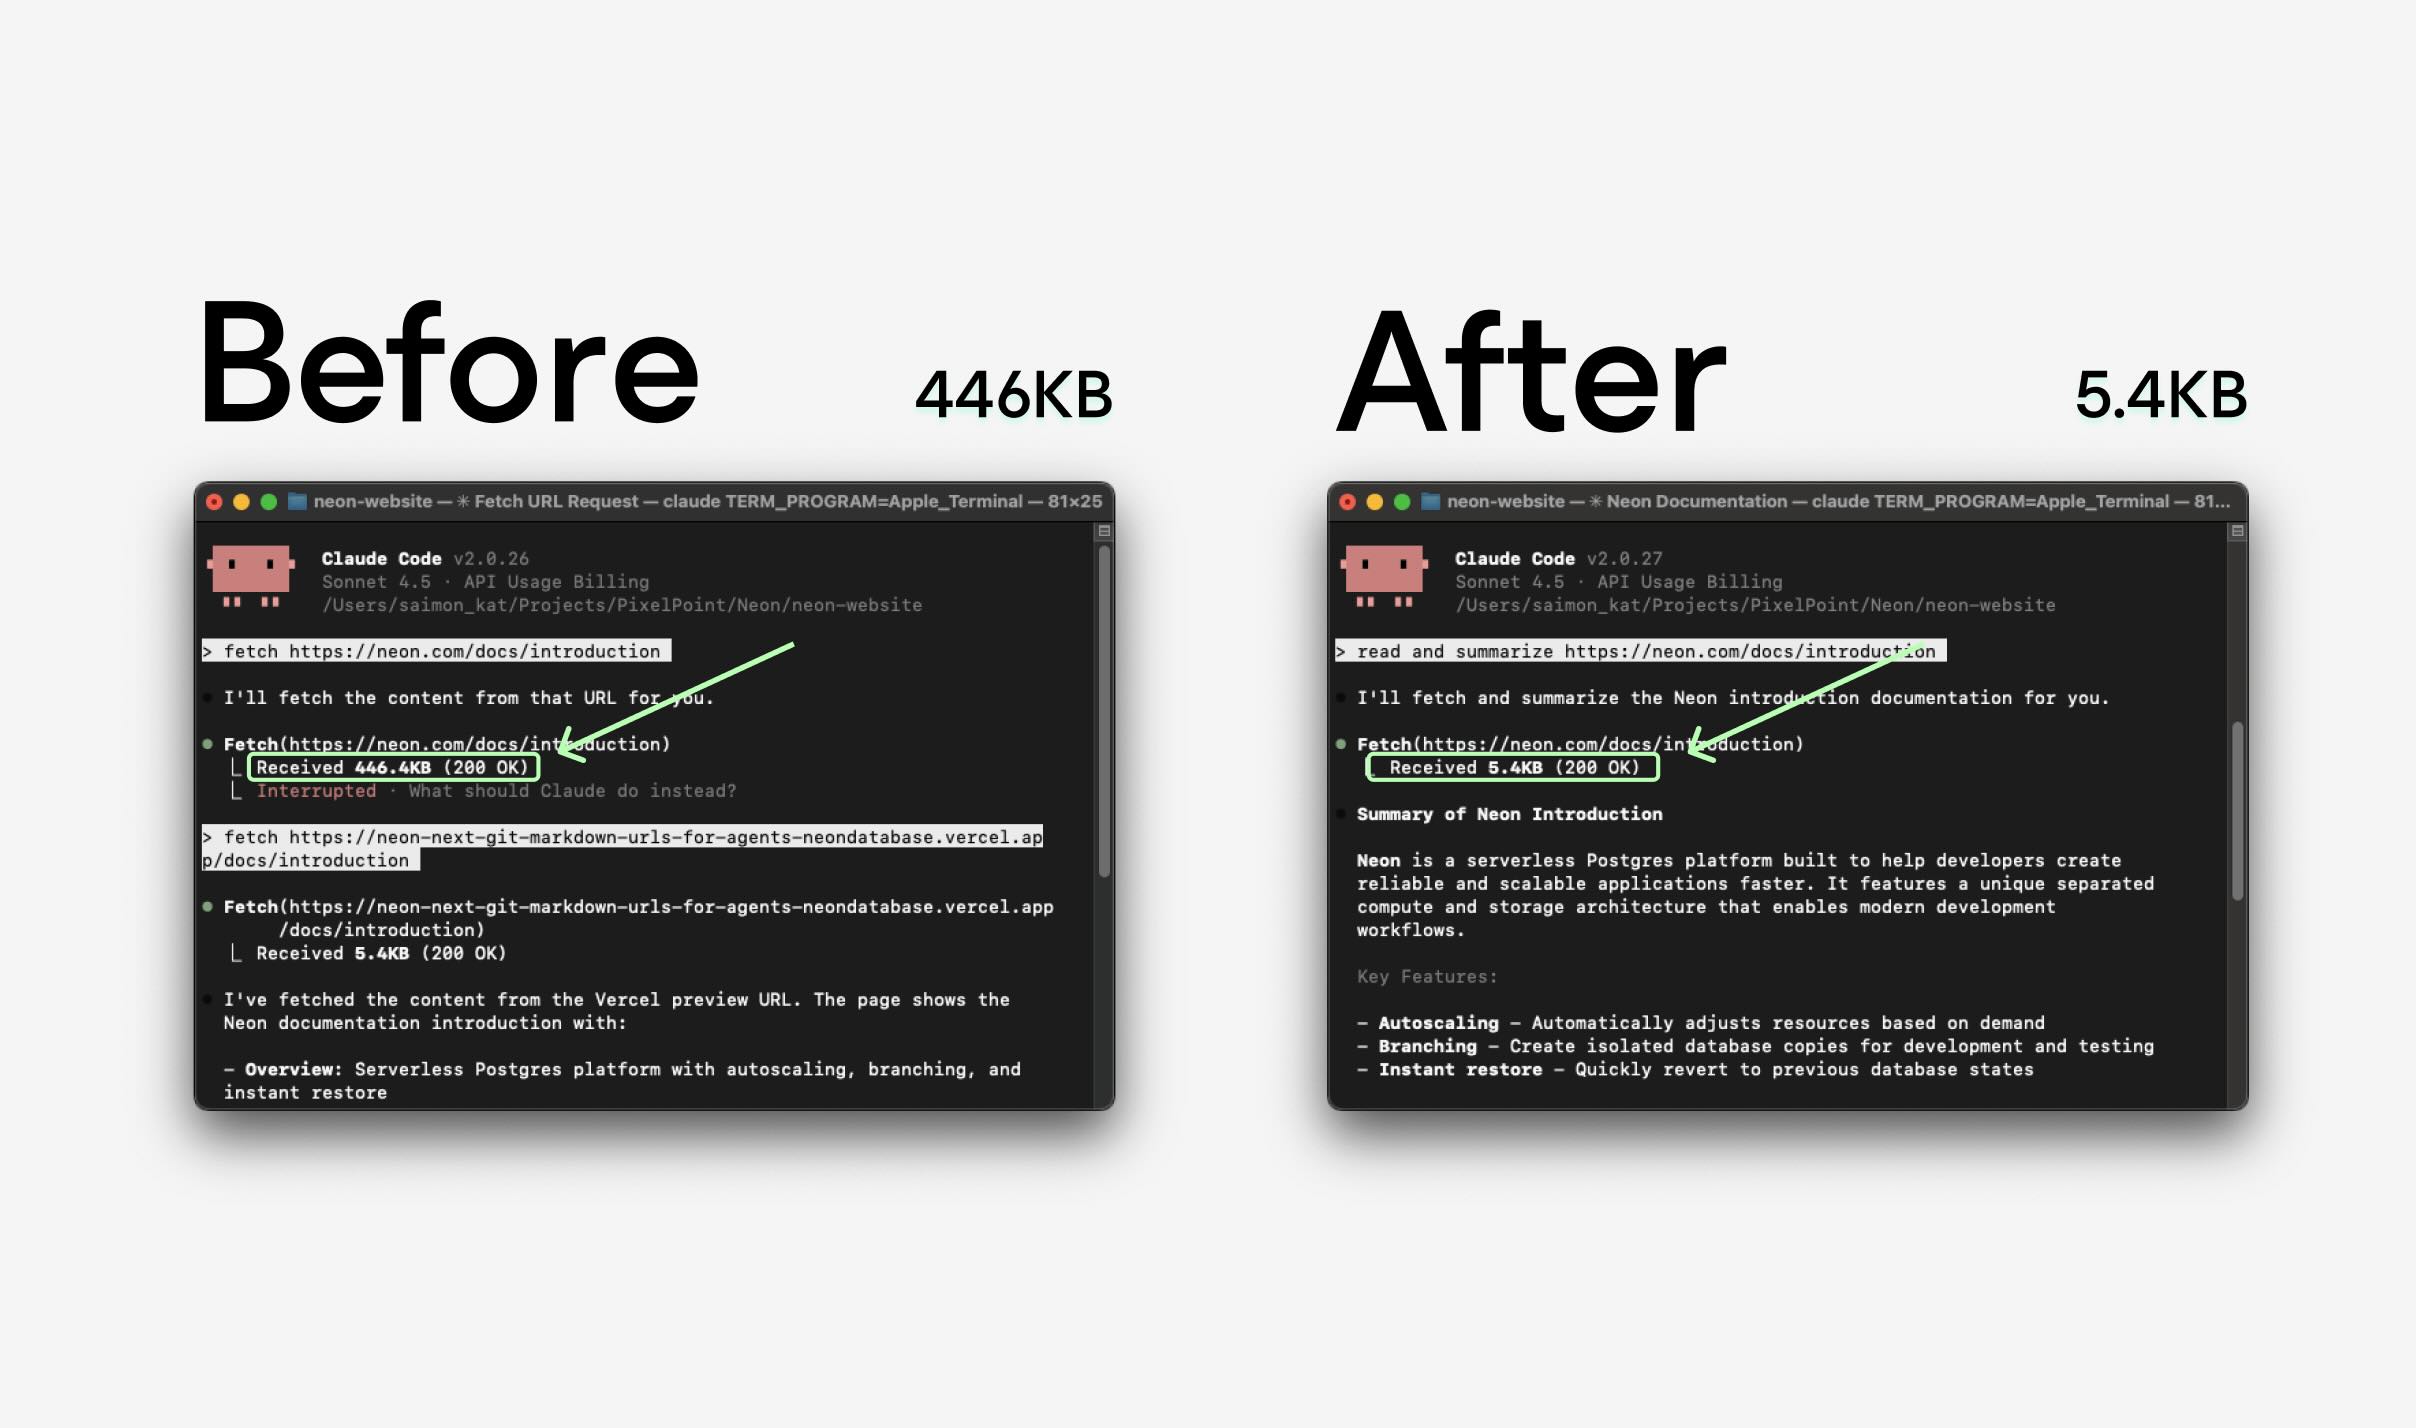 Before
446KB
neon-website — ✳ Fetch URL Request — claude TERM_PROGRAM=Apple_Terminal — 81×25
Claude Code v2.0.26
Sonnet 4.5 · API Usage Billing
/Users/saimon_kat/Projects/PixelPoint/Neon/neon-website
> fetch https://neon.com/docs/introduction
I'll fetch the content from that URL for you.
Fetch(https://neon.com/docs/introduction)
Received 446.4KB (200 OK)
Interrupted · What should Claude do instead?
> fetch https://neon-next-git-markdown-urls-for-agents-neondatabase.vercel.ap
p/docs/introduction
Fetch(https://neon-next-git-markdown-urls-for-agents-neondatabase.vercel.app
/docs/introduction)
Received 5.4KB (200 OK)
I've fetched the content from the Vercel preview URL. The page shows the
Neon documentation introduction with:
– Overview: Serverless Postgres platform with autoscaling, branching, and
instant restore
After
5.4KB
neon-website — ✳ Neon Documentation — claude TERM_PROGRAM=Apple_Terminal — 81...
Claude Code v2.0.27
Sonnet 4.5 · API Usage Billing
/Users/saimon_kat/Projects/PixelPoint/Neon/neon-website
> read and summarize https://neon.com/docs/introduction
I'll fetch and summarize the Neon introduction documentation for you.
Fetch(https://neon.com/docs/introduction)
Received 5.4KB (200 OK)
Summary of Neon Introduction
Neon is a serverless Postgres platform built to help developers create
reliable and scalable applications faster. It features a unique separated
compute and storage architecture that enables modern development
workflows.
Key Features:
– Autoscaling – Automatically adjusts resources based on demand
– Branching – Create isolated database copies for development and testing
– Instant restore – Quickly revert to previous database states